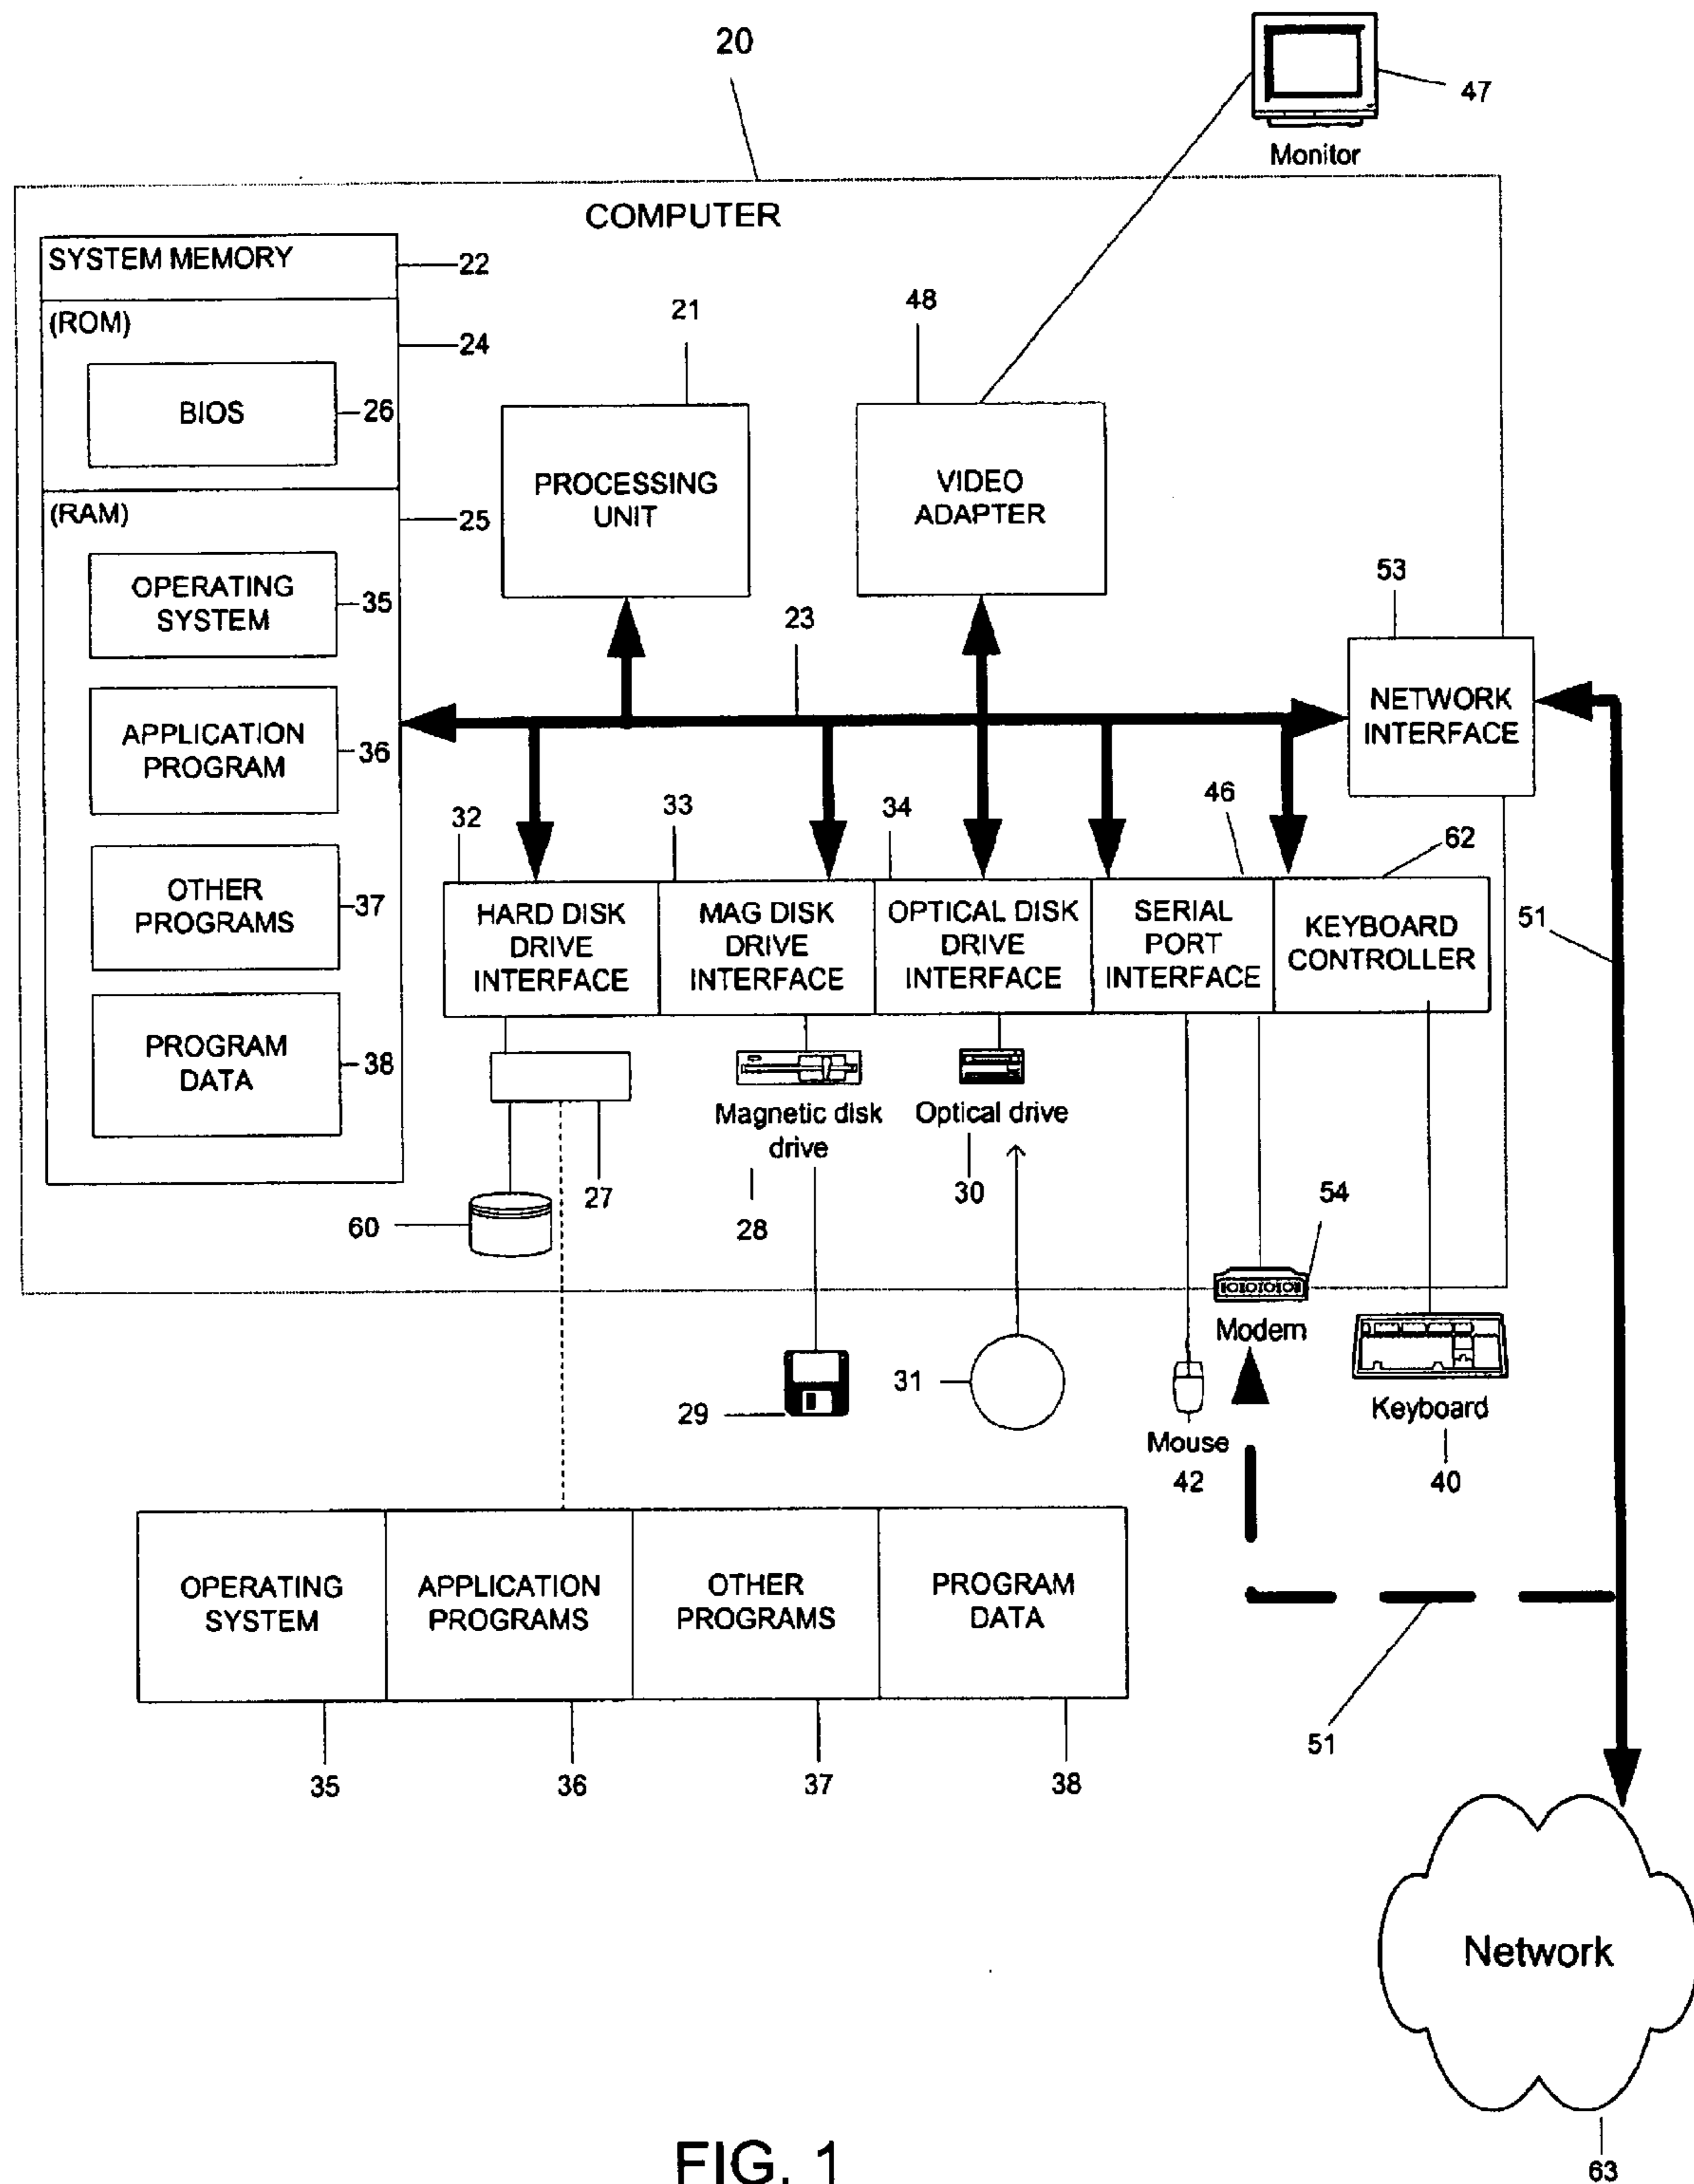 20
47
Monitor
COMPUTER
SYSTEM MEMORY
22
(ROM)
24
BIOS
26
21
48
PROCESSING
UNIT
VIDEO
ADAPTER
(RAM)
25
OPERATING
SYSTEM
35
23
53
NETWORK
INTERFACE
APPLICATION
PROGRAM
36
32
33
34
46
62
OTHER
PROGRAMS
37
HARD DISK
DRIVE
INTERFACE
MAG DISK
DRIVE
INTERFACE
OPTICAL DISK
DRIVE
INTERFACE
SERIAL
PORT
INTERFACE
KEYBOARD
CONTROLLER
51
PROGRAM
DATA
38
Magnetic disk
drive
Optical drive
27
28
30
54
60
Modem
29
31
Mouse
42
Keyboard
40
OPERATING
SYSTEM
APPLICATION
PROGRAMS
OTHER
PROGRAMS
PROGRAM
DATA
51
35
36
37
38
Network
63
FIG. 1